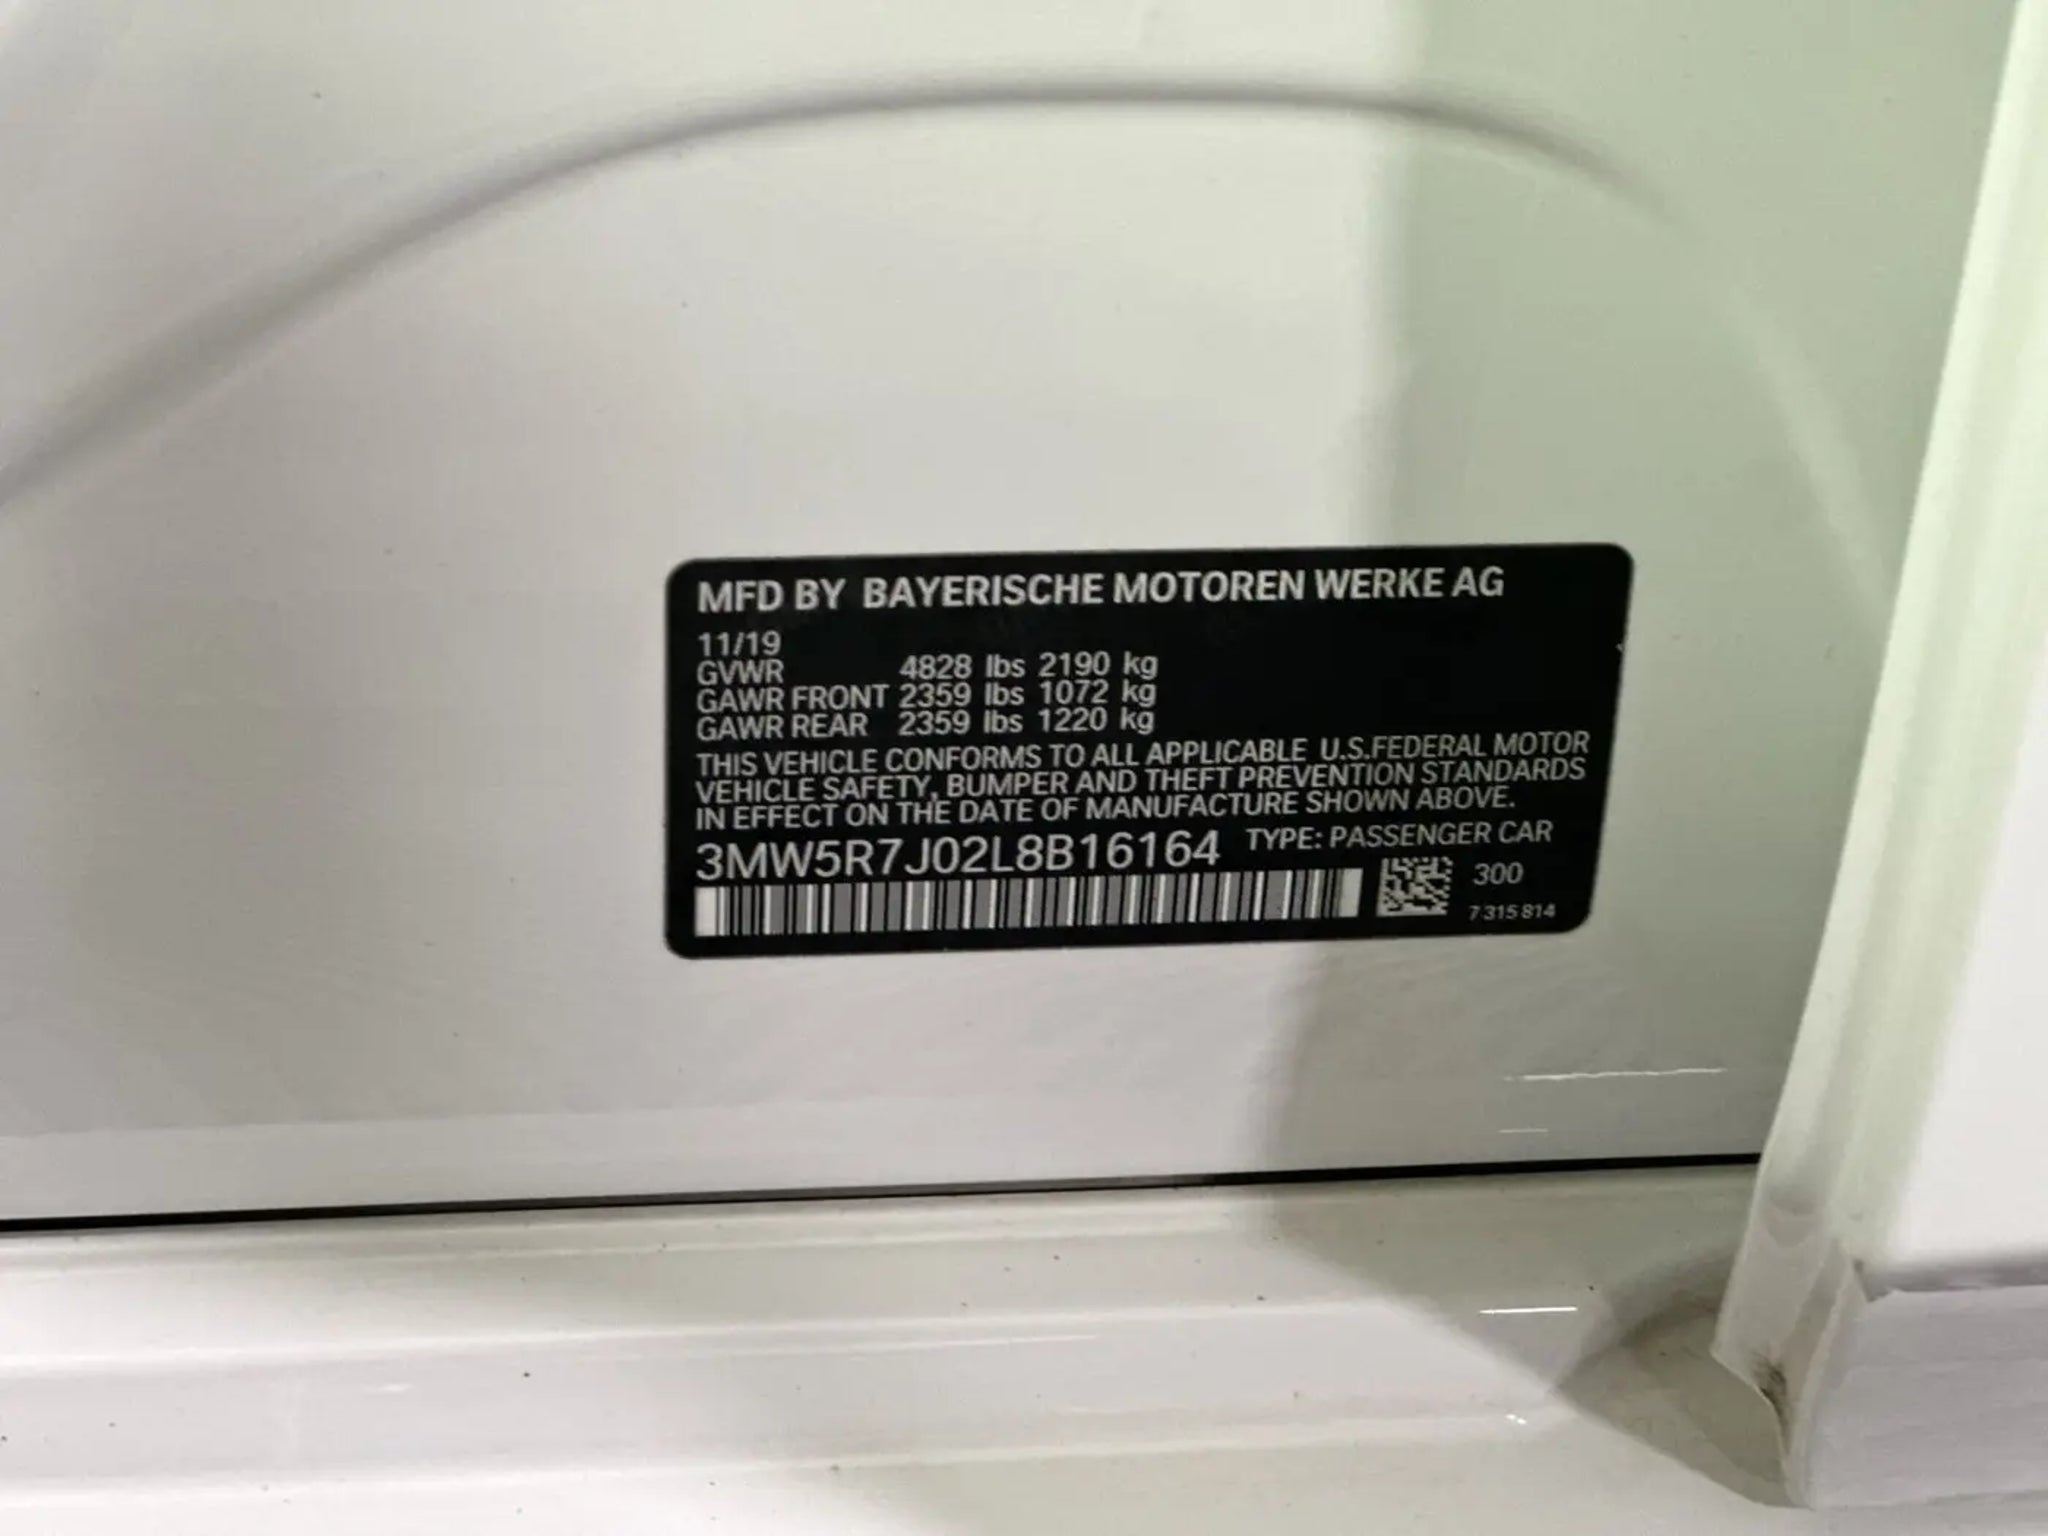 MFD BY BAYERISCHE MOTOREN WERKE AG
11/19
GVWR 4828 lbs 2190 kg
GAWR FRONT 2359 lbs 1072 kg
GAWR REAR 2359 lbs 1220 kg
THIS VEHICLE CONFORMS TO ALL APPLICABLE U.S.FEDERAL MOTOR
VEHICLE SAFETY, BUMPER AND THEFT PREVENTION STANDARDS
IN EFFECT ON THE DATE OF MANUFACTURE SHOWN ABOVE.
3MW5R7J02L8B16164 TYPE: PASSENGER CAR
300
7 315 814